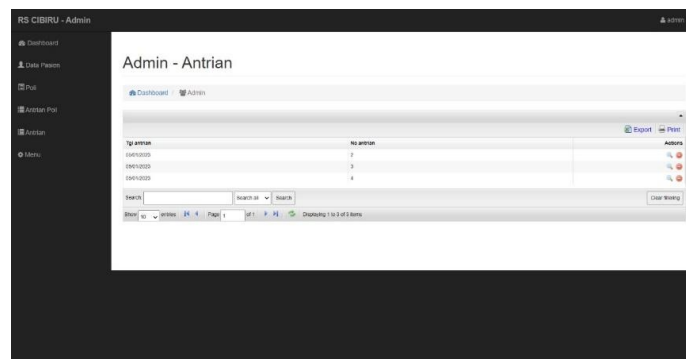 RS CIBIRU - Admin
admin
Dashboard
Data Pasien
Poli
Antrian Poli
Antrian
Menu
Admin - Antrian
Dashboard / Admin
Export Print
Tgl antrian No antrian Actions
2
3
4
Search: Search all Search Clear filtering
Show 10 entries Page 1 of 1 Displaying 1 to 3 of 3 items